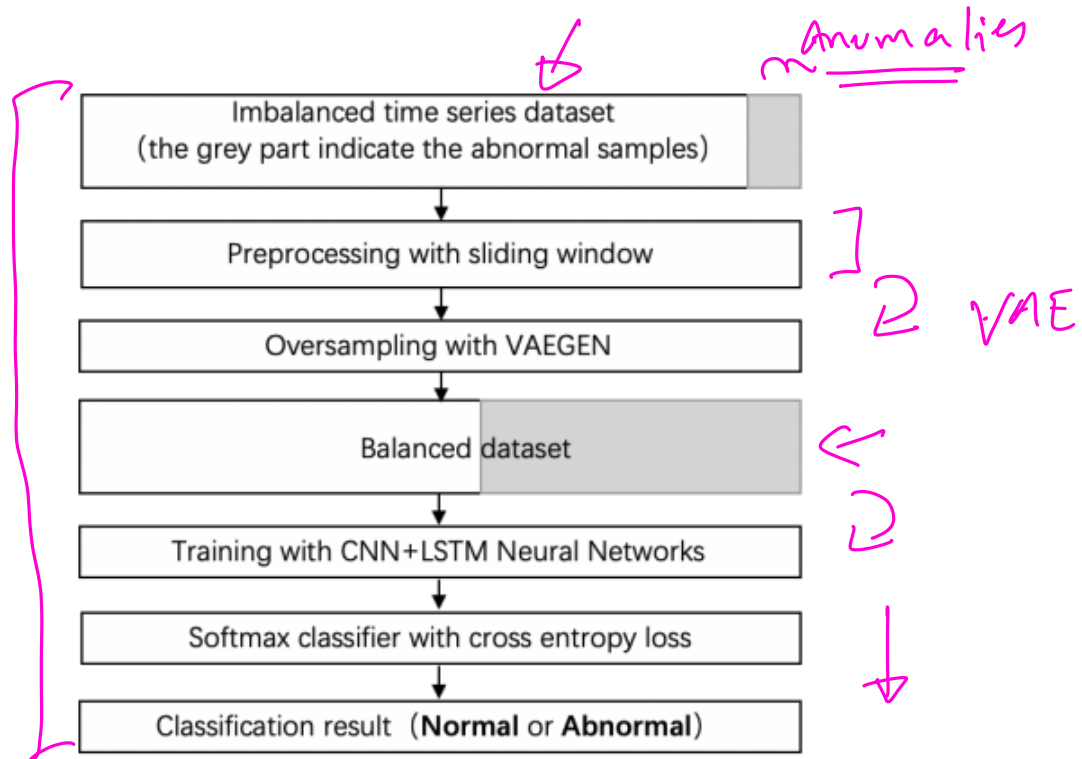 Anomalies
Imbalanced time series dataset
(the grey part indicate the abnormal samples)
Preprocessing with sliding window
VAE
Oversampling with VAEGEN
Balanced dataset
Training with CNN+LSTM Neural Networks
Softmax classifier with cross entropy loss
Classification result (Normal or Abnormal)